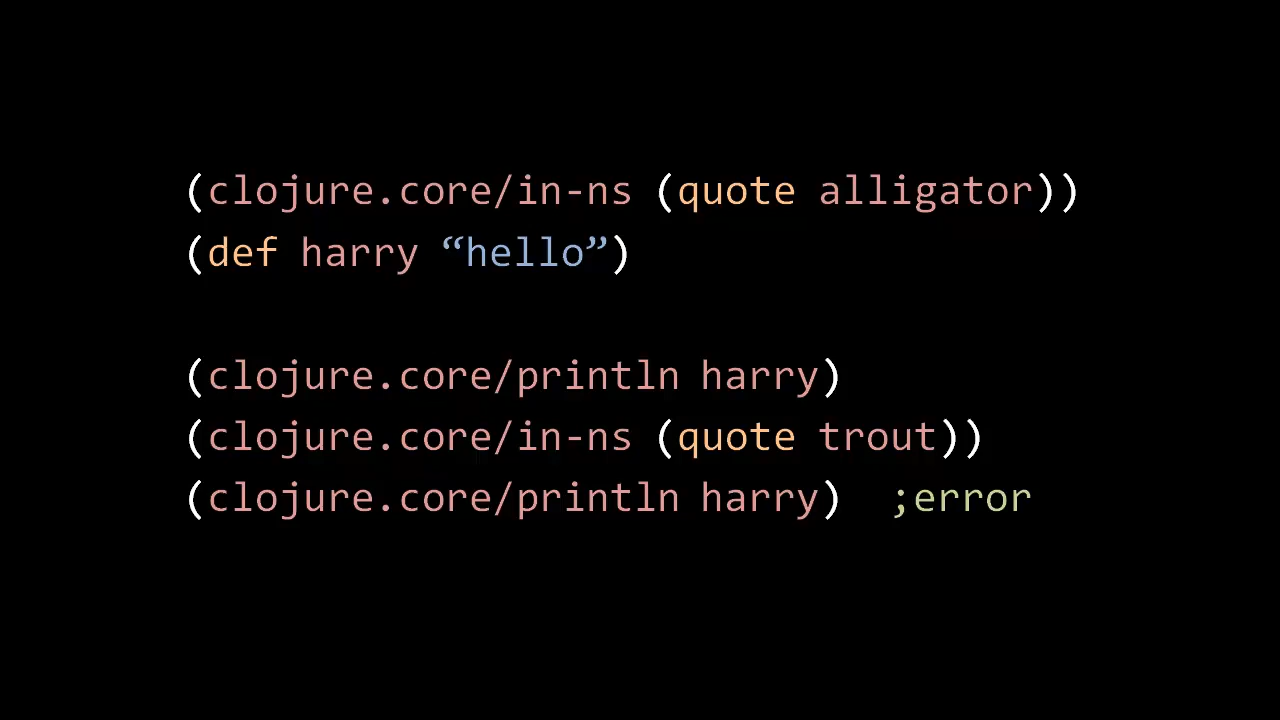 (clojure.core/in-ns (quote alligator))
(def harry “hello”)
(clojure.core/println harry)
(clojure.core/in-ns (quote trout))
(clojure.core/println harry) ;error